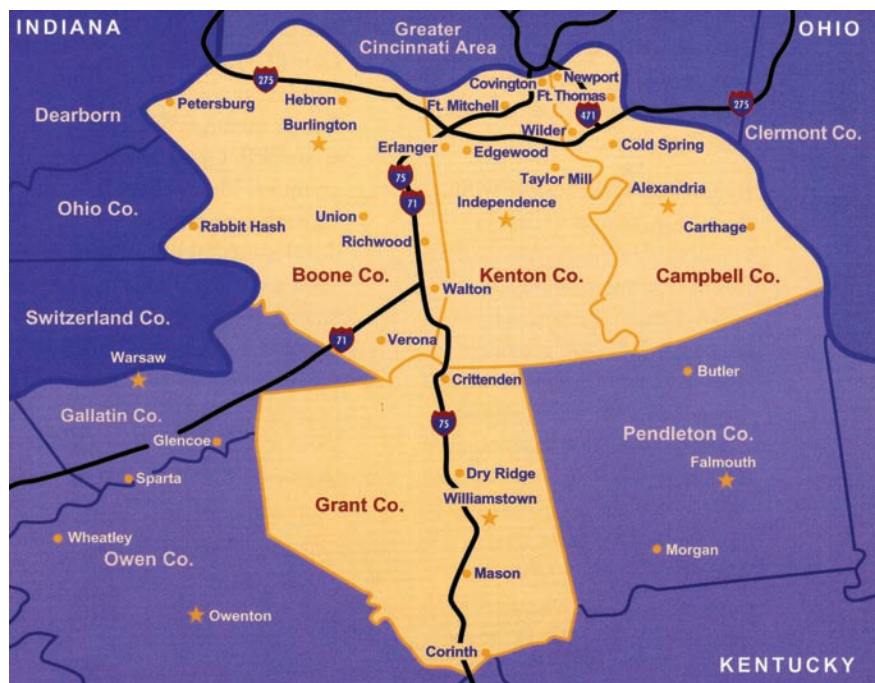 INDIANA
Greater
Cincinnati Area
OHIO
275
Covington
Newport
Dearborn
Petersburg
Hebron
Ft. Mitchell
Ft. Thomas
275
471
Burlington
Wilder
Clermont Co.
Erlanger
Edgewood
Cold Spring
75
Taylor Mill
Ohio Co.
71
Alexandria
Union
Independence
Rabbit Hash
Carthage
Richwood
Boone Co.
Kenton Co.
Campbell Co.
Walton
Switzerland Co.
71
Verona
Warsaw
Crittenden
Butler
Gallatin Co.
75
Pendleton Co.
Glencoe
Falmouth
Sparta
Dry Ridge
Williamstown
Grant Co.
Wheatley
Owen Co.
Morgan
Mason
Owenton
Corinth
KENTUCKY